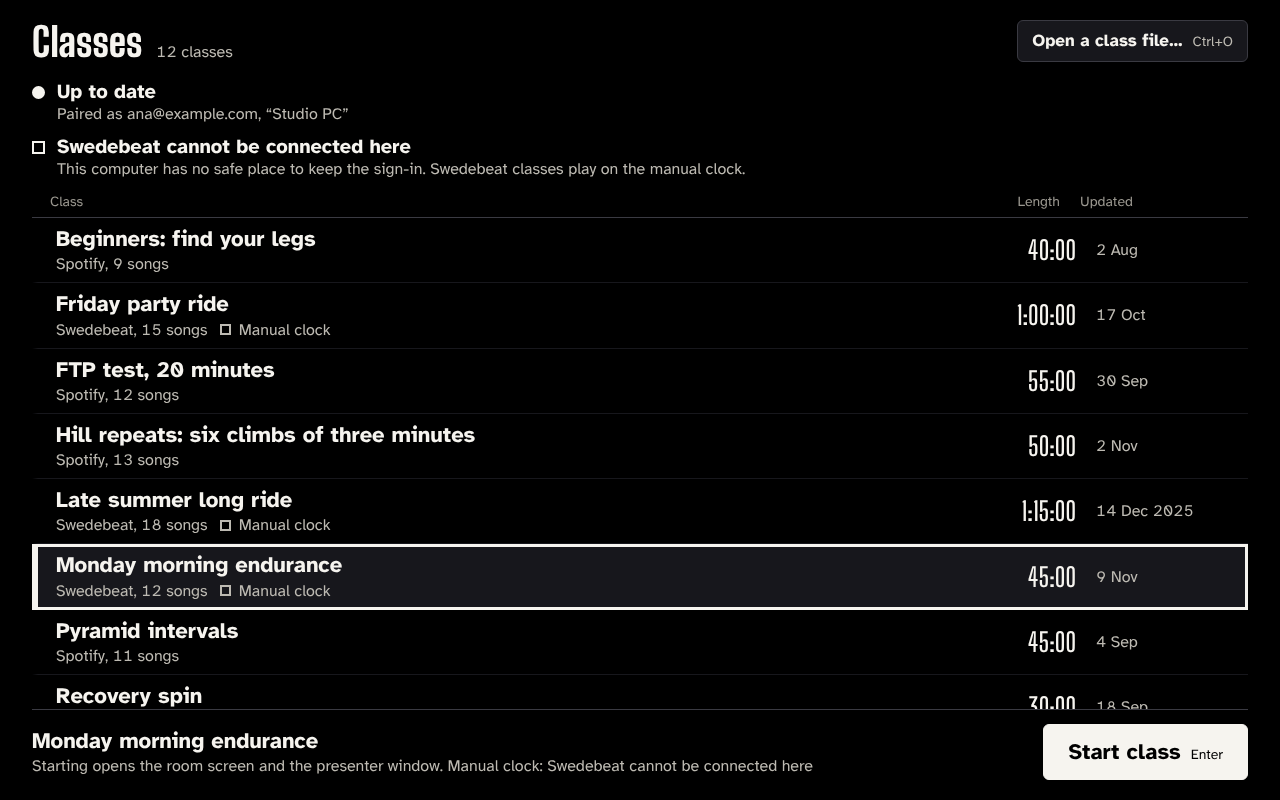 Classes 12 classes
Open a class file... Ctrl+O
Up to date
Paired as ana@example.com, “Studio PC”
Swedebeat cannot be connected here
This computer has no safe place to keep the sign-in. Swedebeat classes play on the manual clock.
Class Length Updated
Beginners: find your legs
Spotify, 9 songs
40:00 2 Aug
Friday party ride
Swedebeat, 15 songs Manual clock
1:00:00 17 Oct
FTP test, 20 minutes
Spotify, 12 songs
55:00 30 Sep
Hill repeats: six climbs of three minutes
Spotify, 13 songs
50:00 2 Nov
Late summer long ride
Swedebeat, 18 songs Manual clock
1:15:00 14 Dec 2025
Monday morning endurance
Swedebeat, 12 songs Manual clock
45:00 9 Nov
Pyramid intervals
Spotify, 11 songs
45:00 4 Sep
Recovery spin
30:00 18 Sep
Monday morning endurance
Starting opens the room screen and the presenter window. Manual clock: Swedebeat cannot be connected here
Start class Enter